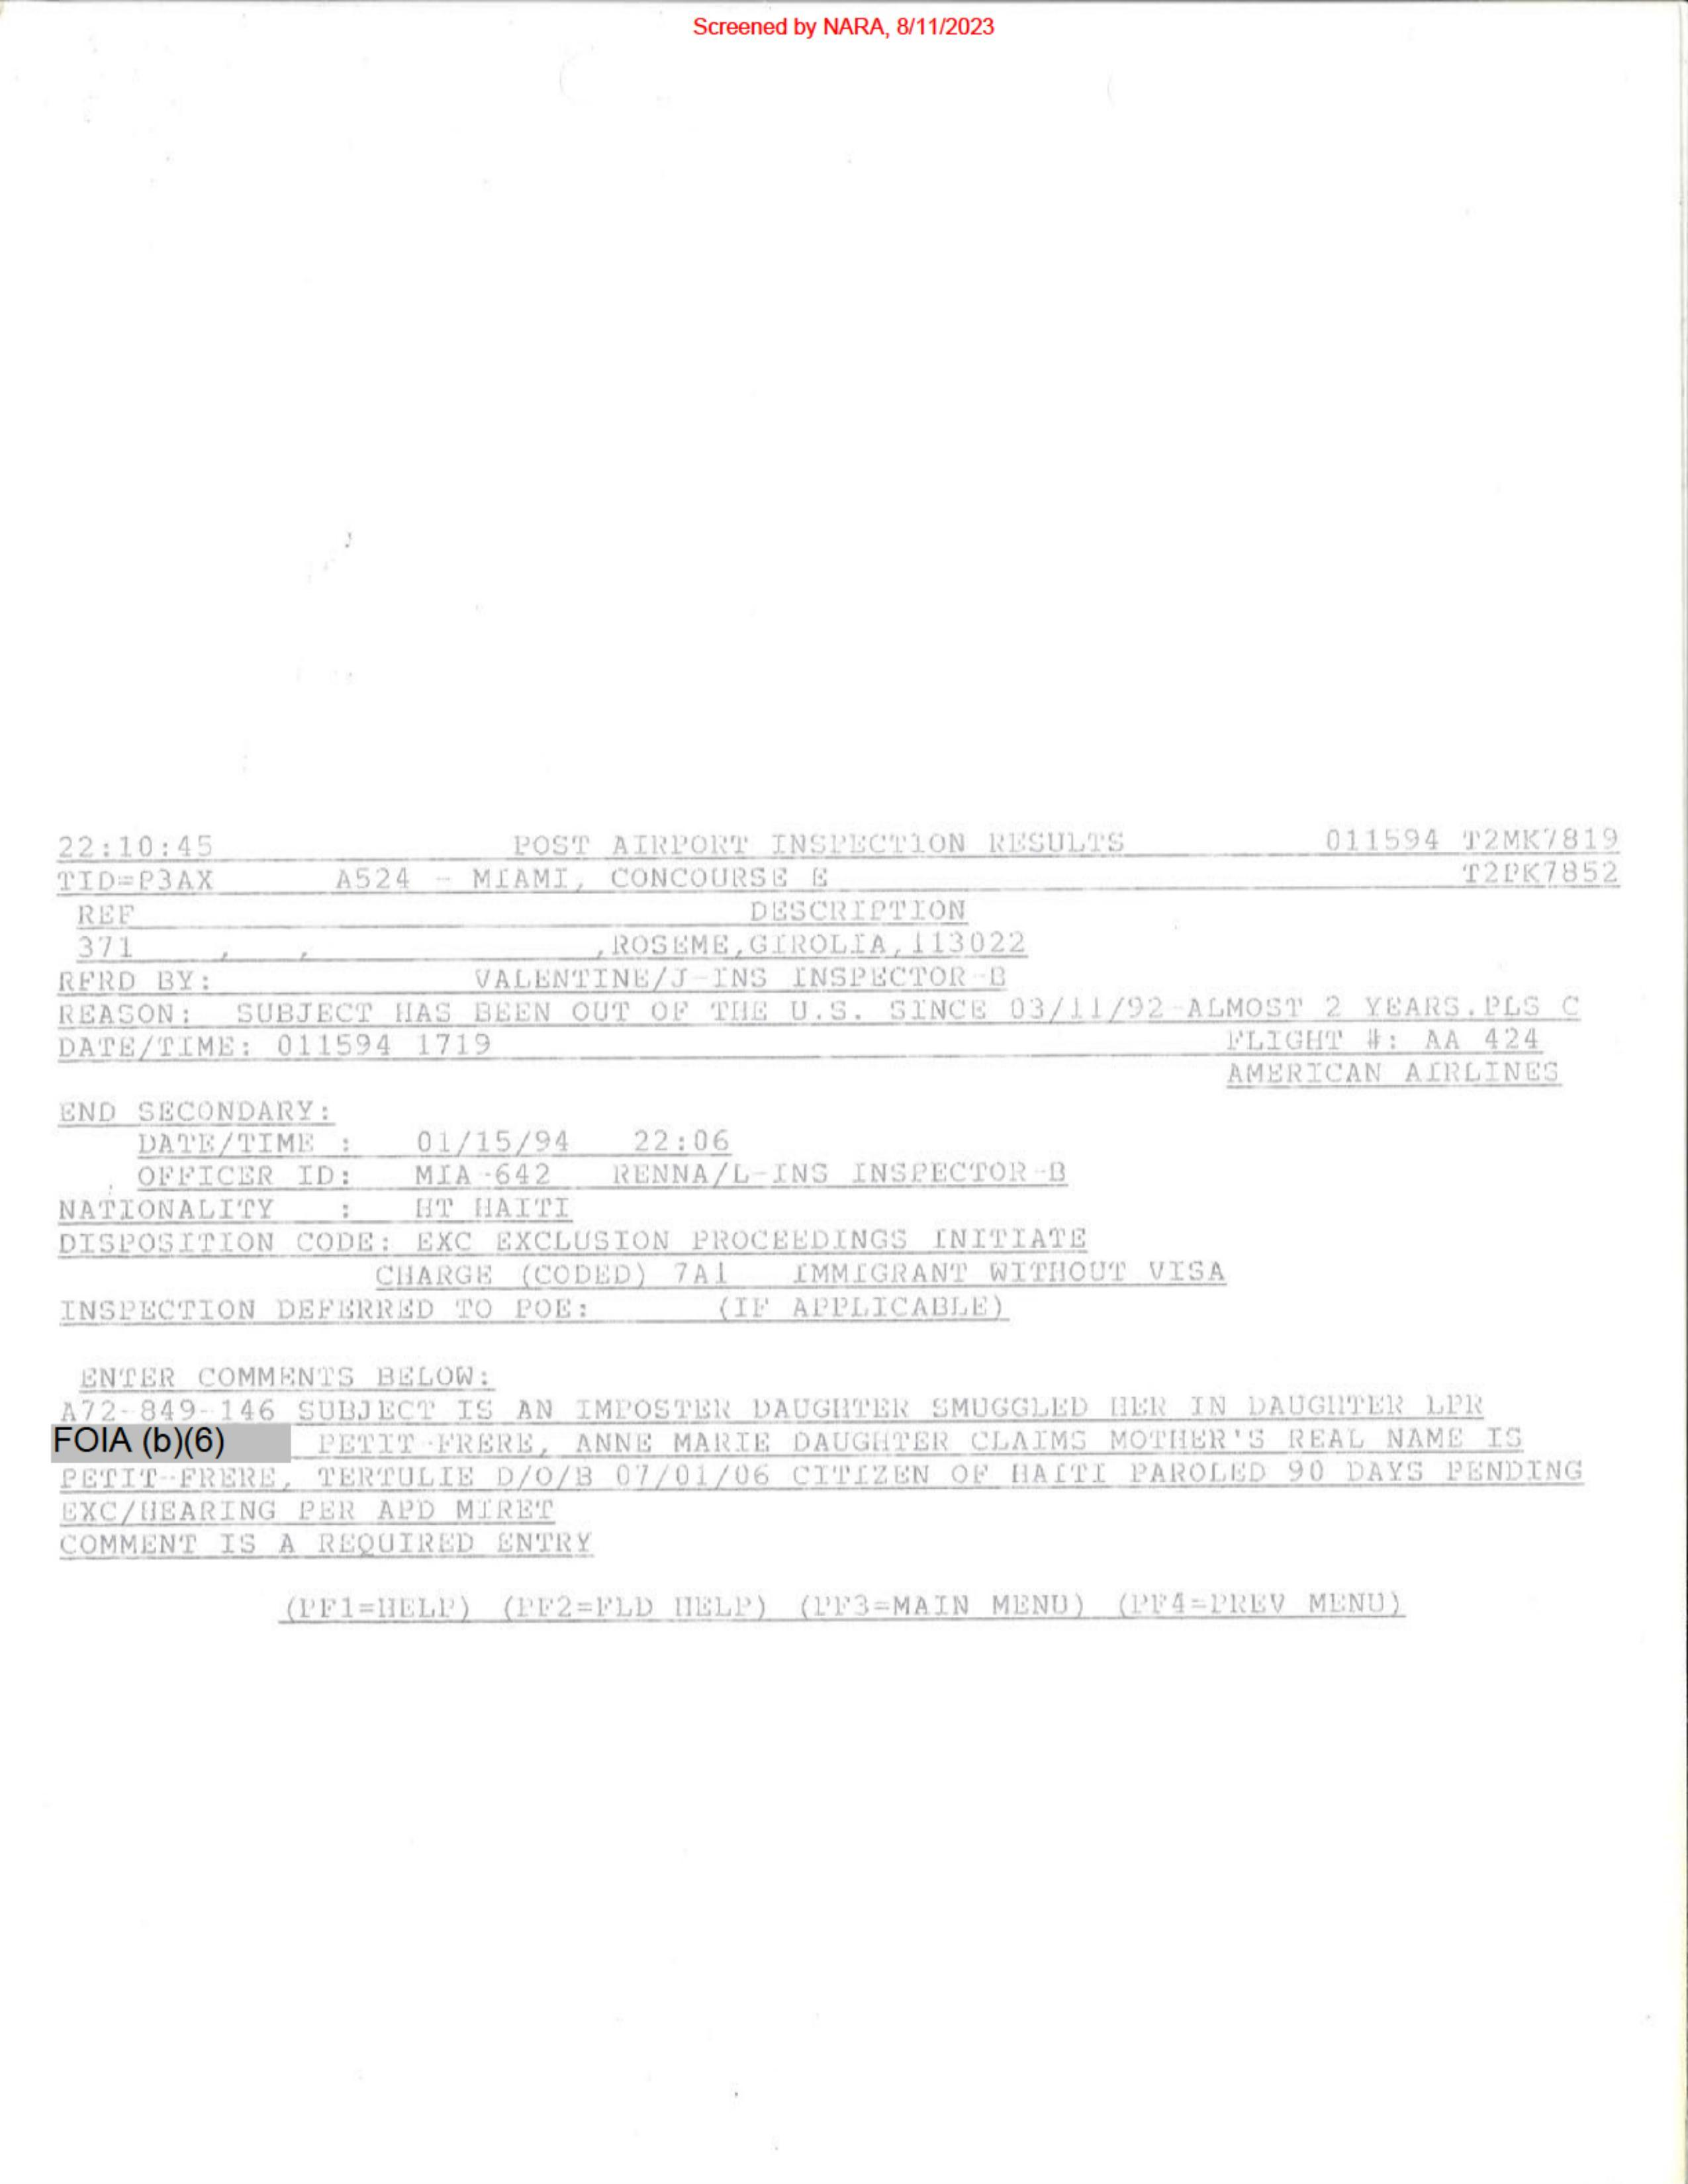 Screened by NARA, 8/11/2023
22:10:45 POST AIRPORT INSPECTION RESULTS 011594 T2MK7819
TID=P3AX A524 - MIAMI, CONCOURSE E T2PK7852
REF DESCRIPTION
371 , , ,ROSEME,GIROLIA,113022
RFRD BY: VALENTINE/J-INS INSPECTOR-B
REASON: SUBJECT HAS BEEN OUT OF THE U.S. SINCE 03/11/92-ALMOST 2 YEARS.PLS C
DATE/TIME: 011594 1719 FLIGHT #: AA 424
AMERICAN AIRLINES
END SECONDARY:
DATE/TIME : 01/15/94 22:06
OFFICER ID: MIA-642 RENNA/L-INS INSPECTOR-B
NATIONALITY : HT HAITI
DISPOSITION CODE: EXC EXCLUSION PROCEEDINGS INITIATE
CHARGE (CODED) 7A1 IMMIGRANT WITHOUT VISA
INSPECTION DEFERRED TO POE: (IF APPLICABLE)
ENTER COMMENTS BELOW:
A72-849-146 SUBJECT IS AN IMPOSTER DAUGHTER SMUGGLED HER IN DAUGHTER LPR
FOIA (b)(6) PETIT-FRERE, ANNE MARIE DAUGHTER CLAIMS MOTHER'S REAL NAME IS
PETIT-FRERE, TERTULIE D/O/B 07/01/06 CITIZEN OF HAITI PAROLED 90 DAYS PENDING
EXC/HEARING PER APD MIRET
COMMENT IS A REQUIRED ENTRY
(PF1=HELP) (PF2=FLD HELP) (PF3=MAIN MENU) (PF4=PREV MENU)